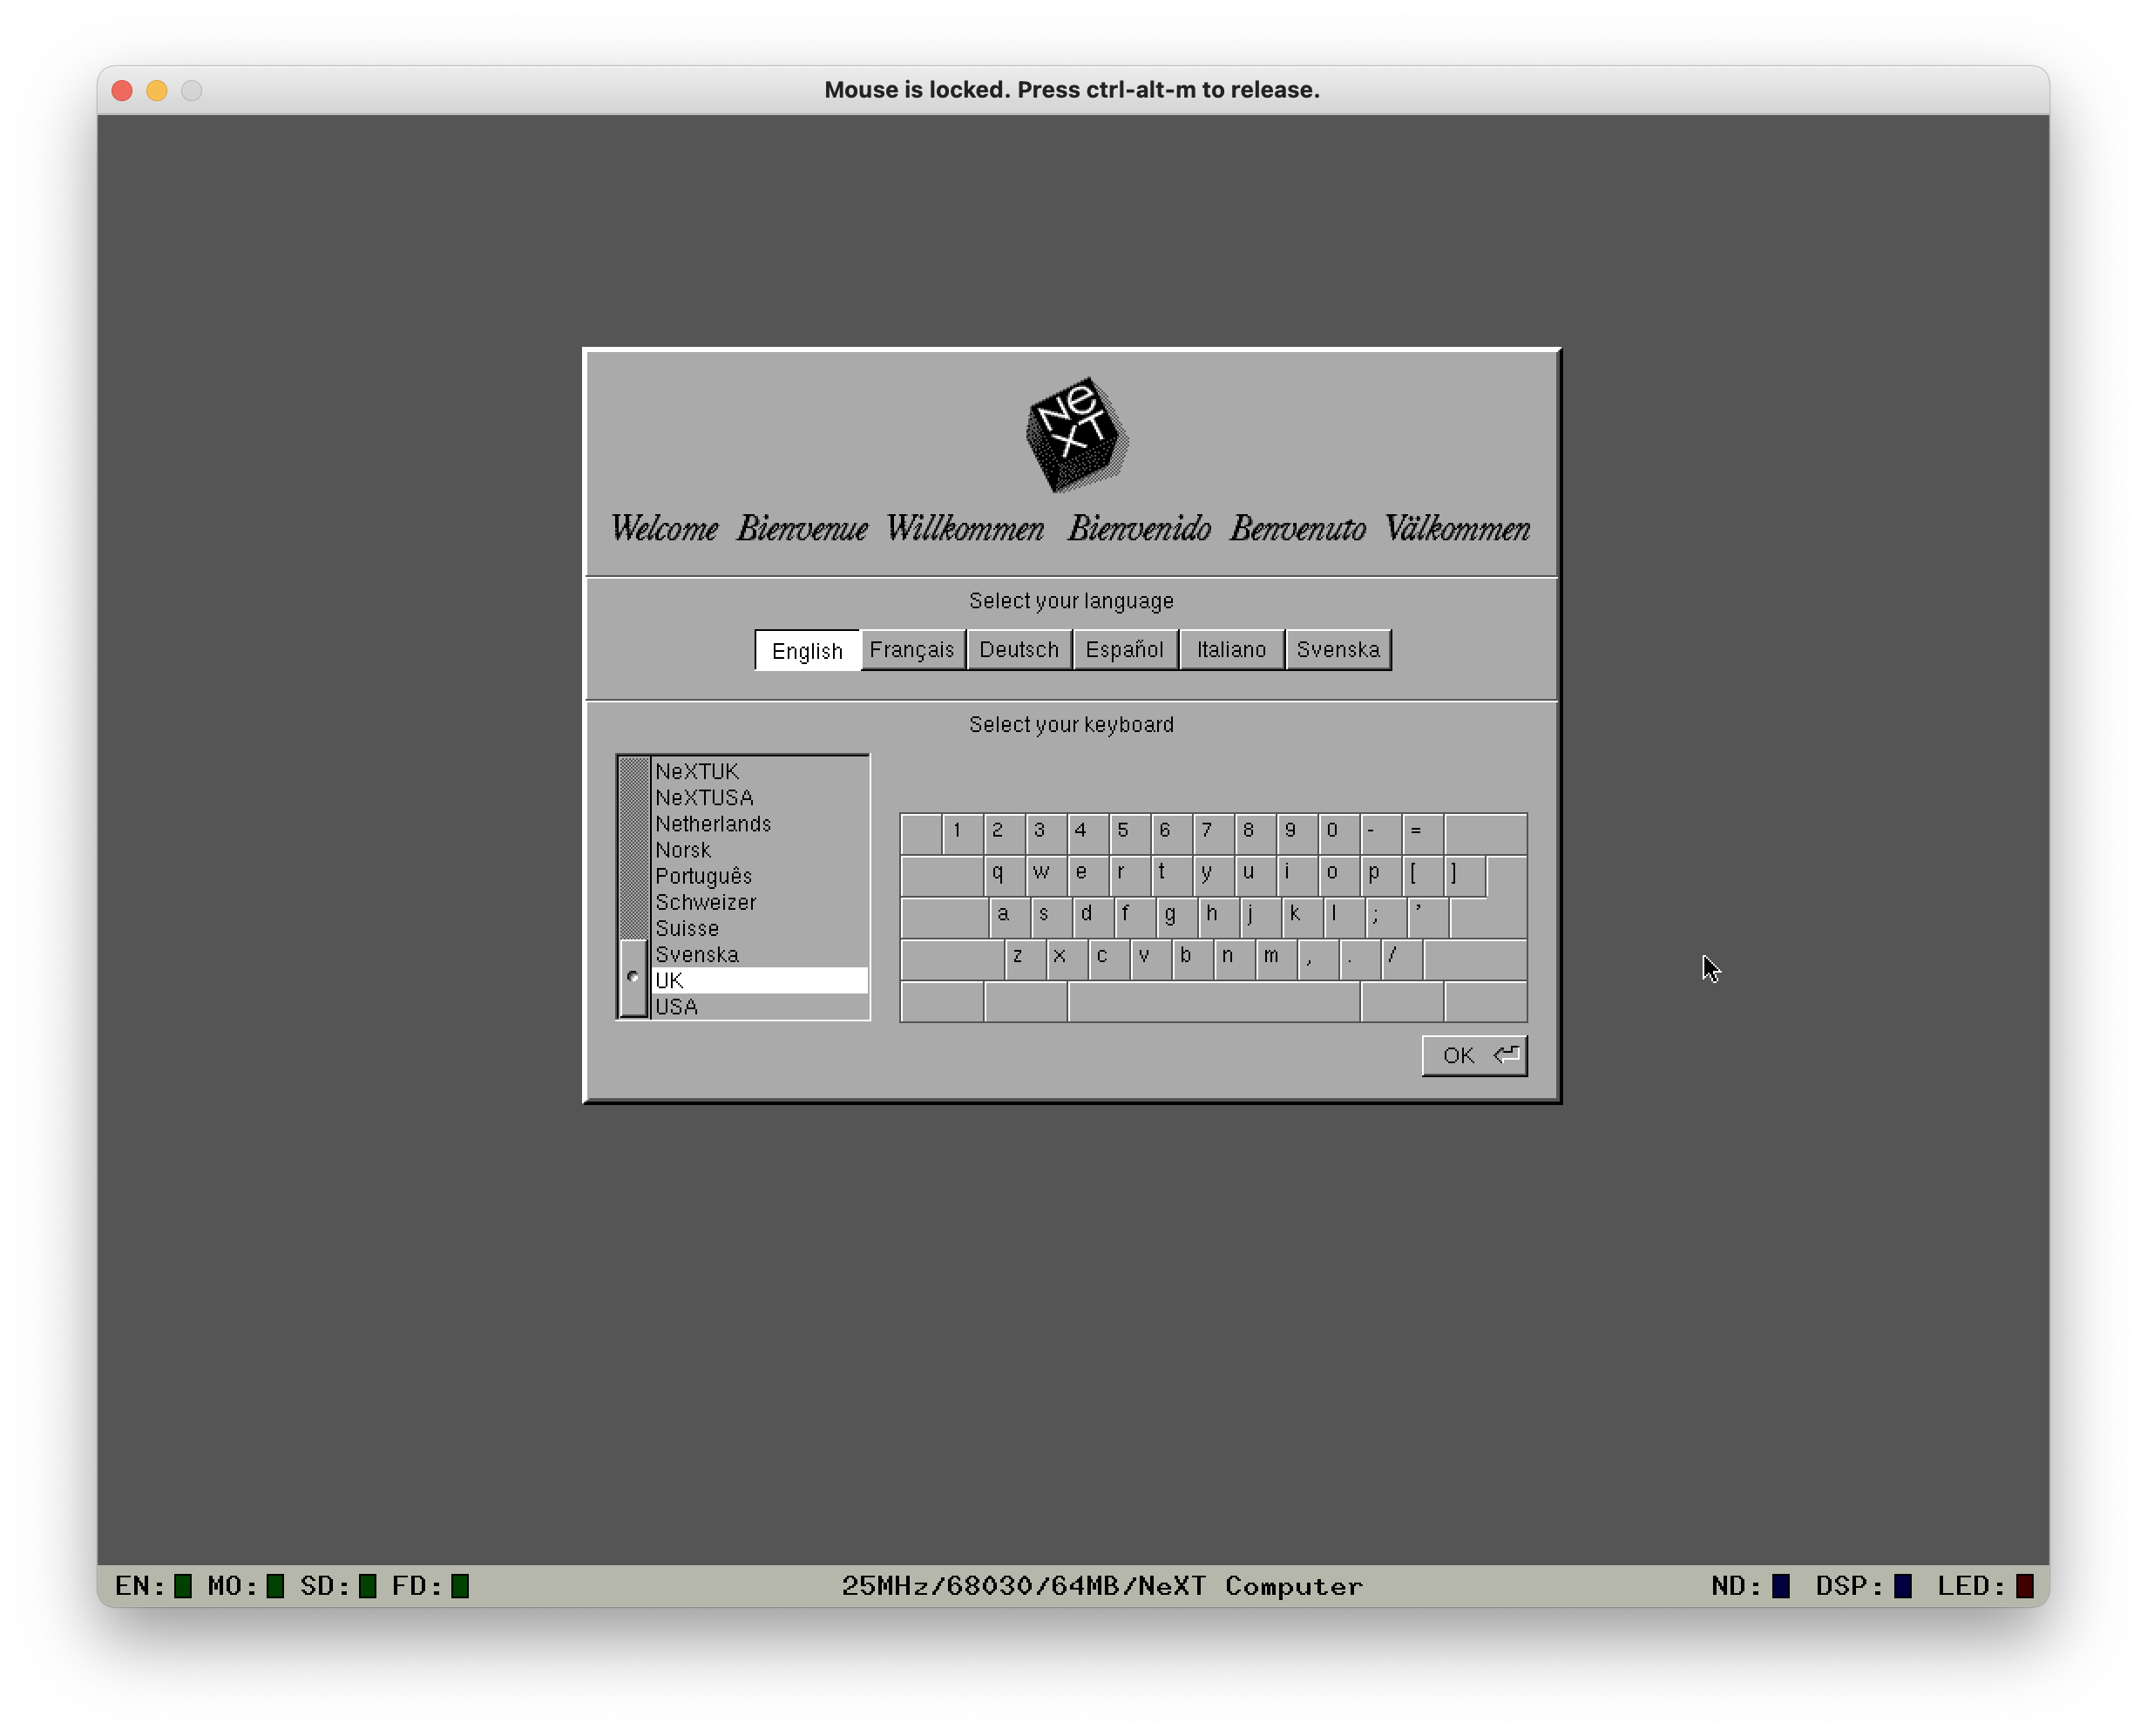 Mouse is locked. Press ctrl-alt-m to release.
NeXT
Welcome Bienvenue Willkommen Bienvenido Benvenuto Välkommen
Select your language
English Français Deutsch Español Italiano Svenska
Select your keyboard
NeXTUK
NeXTUSA
Netherlands
Norsk
Português
Schweizer
Suisse
Svenska
UK
USA
1 2 3 4 5 6 7 8 9 0 - =
q w e r t y u i o p [ ]
a s d f g h j k l ; '
z x c v b n m , . /
OK
EN: MO: SD: FD: 25MHz/68030/64MB/NeXT Computer ND: DSP: LED: